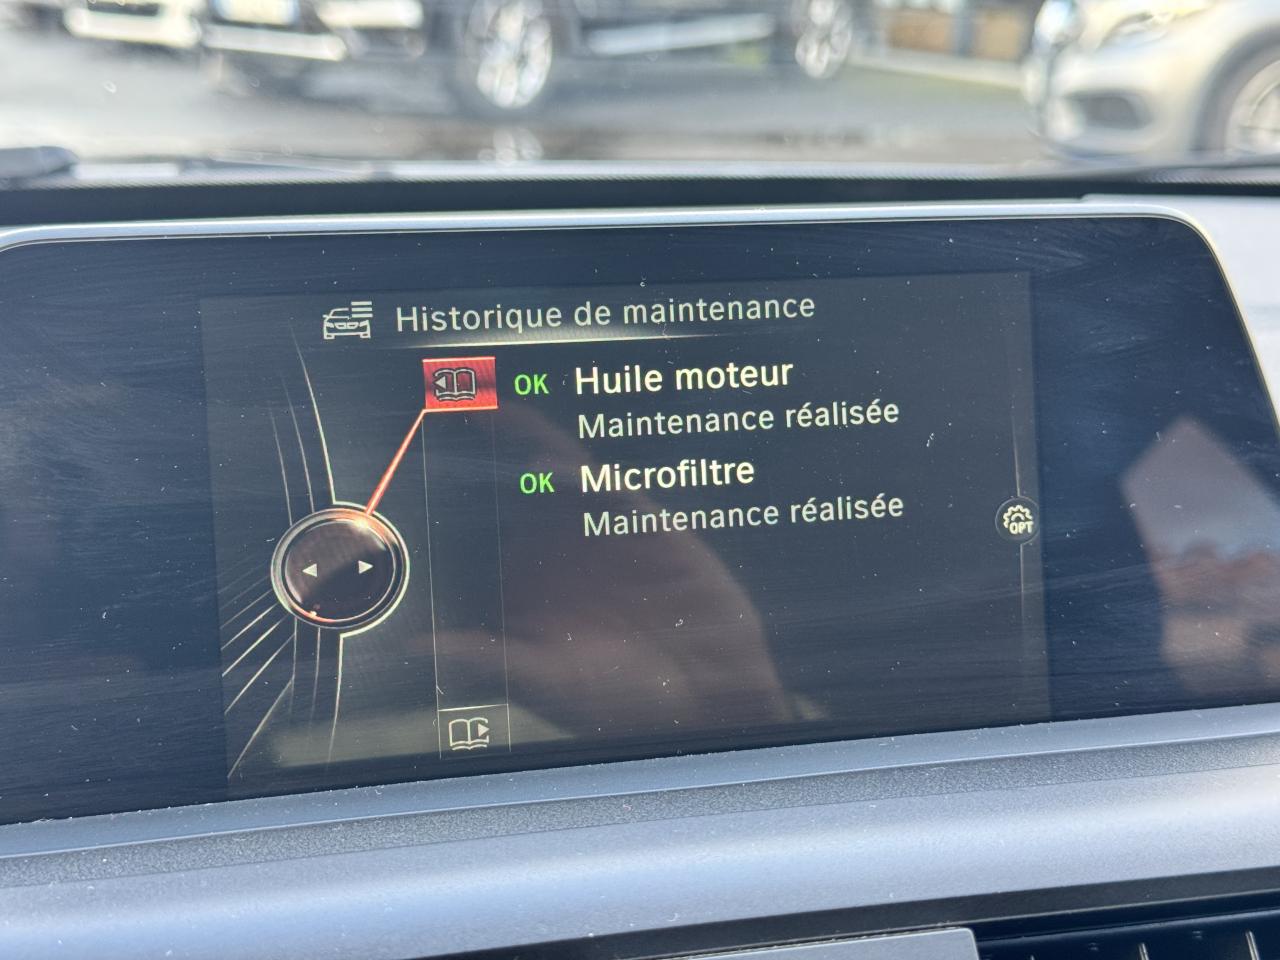 Historique de maintenance
OK Huile moteur
Maintenance réalisée
OK Microfiltre
Maintenance réalisée
OPT